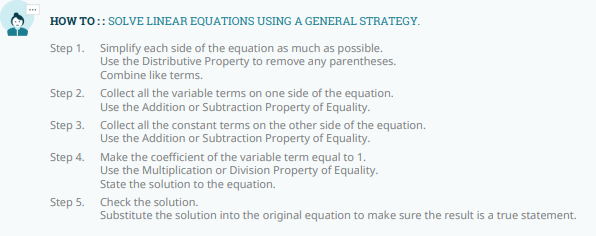 HOW TO : : SOLVE LINEAR EQUATIONS USING A GENERAL STRATEGY.
Step 1. Simplify each side of the equation as much as possible.
Use the Distributive Property to remove any parentheses.
Combine like terms.
Step 2. Collect all the variable terms on one side of the equation.
Use the Addition or Subtraction Property of Equality.
Step 3. Collect all the constant terms on the other side of the equation.
Use the Addition or Subtraction Property of Equality.
Step 4. Make the coefficient of the variable term equal to 1.
Use the Multiplication or Division Property of Equality.
State the solution to the equation.
Step 5. Check the solution.
Substitute the solution into the original equation to make sure the result is a true statement.